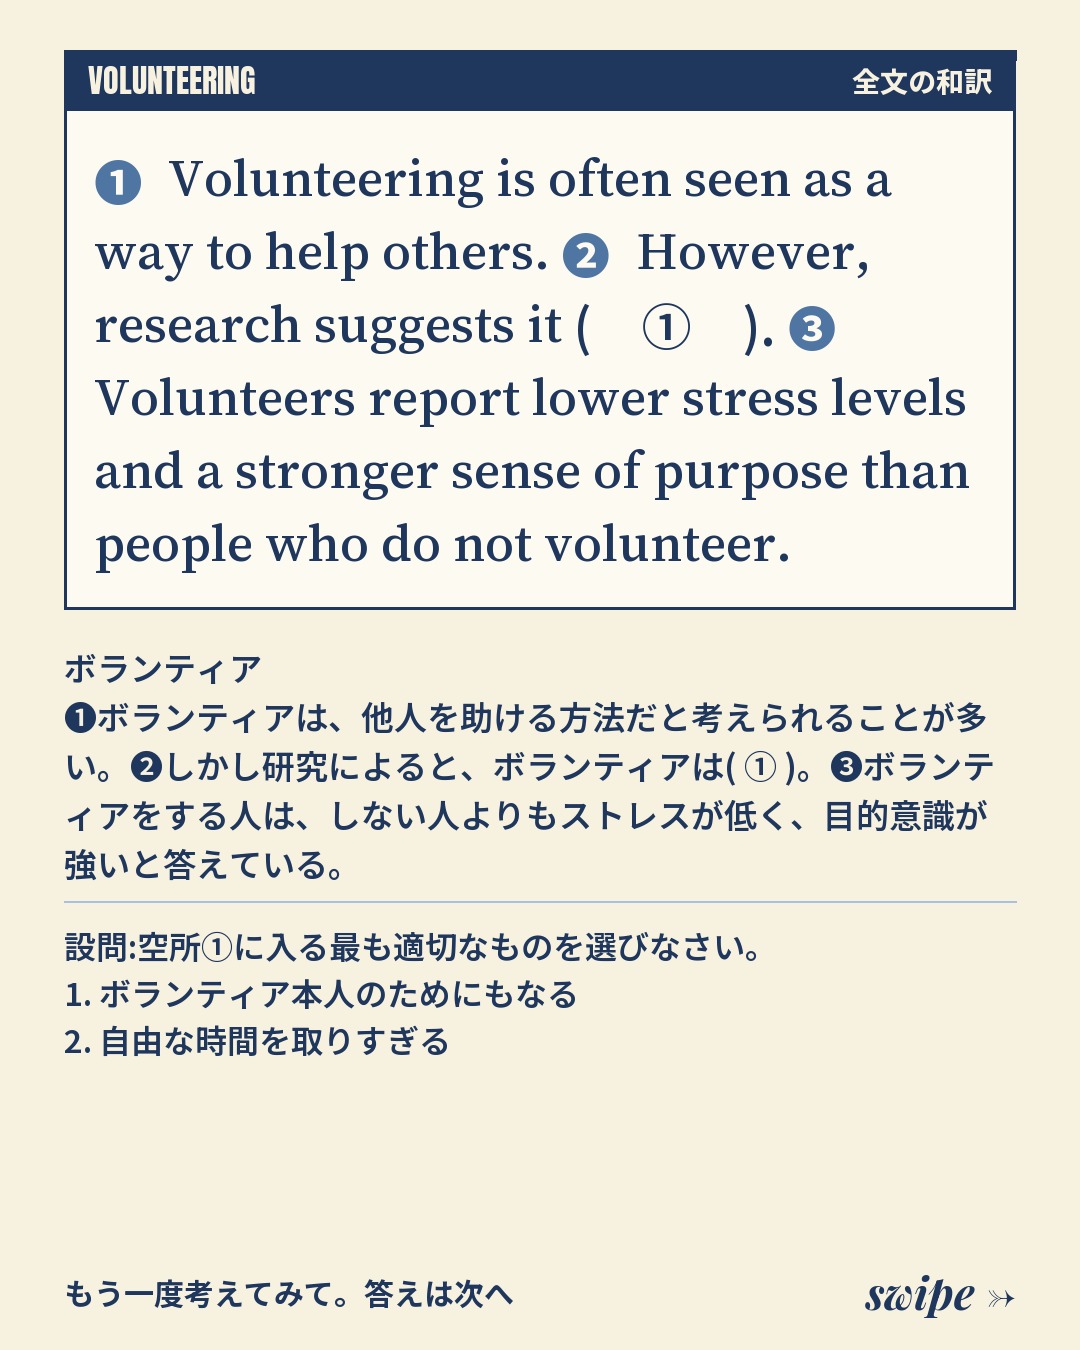 VOLUNTEERING
全文の和訳
❶ Volunteering is often seen as a
way to help others. ❷ However,
research suggests it ( ① ). ❸
Volunteers report lower stress levels
and a stronger sense of purpose than
people who do not volunteer.
ボランティア
❶ボランティアは、他人を助ける方法だと考えられることが多
い。❷しかし研究によると、ボランティアは( ① )。❸ボランテ
ィアをする人は、しない人よりもストレスが低く、目的意識が
強いと答えている。
設問:空所①に入る最も適切なものを選びなさい。
1. ボランティア本人のためにもなる
2. 自由な時間を取りすぎる
もう一度考えてみて。答えは次へ
swipe